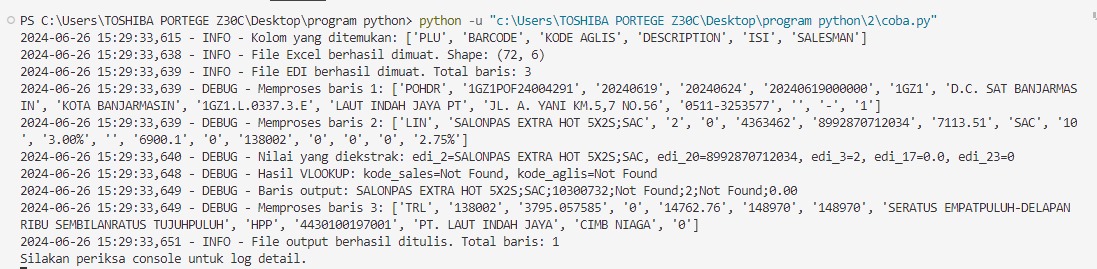 PS C:\Users\TOSHIBA PORTEGE Z30C\Desktop\program python> python -u "c:\Users\TOSHIBA PORTEGE Z30C\Desktop\program python\2\coba.py"
2024-06-26 15:29:33,615 - INFO - Kolom yang ditemukan: ['PLU', 'BARCODE', 'KODE AGLIS', 'DESCRIPTION', 'ISI', 'SALESMAN']
2024-06-26 15:29:33,638 - INFO - File Excel berhasil dimuat. Shape: (72, 6)
2024-06-26 15:29:33,639 - INFO - File EDI berhasil dimuat. Total baris: 3
2024-06-26 15:29:33,639 - DEBUG - Memproses baris 1: ['POHDR', '1GZ1POF24004291', '20240619', '20240624', '20240619000000', '1GZ1', 'D.C. SAT BANJARMAS
IN', 'KOTA BANJARMASIN', '1GZ1.L.0337.3.E', 'LAUT INDAH JAYA PT', 'JL. A. YANI KM.5,7 NO.56', '0511-3253577', '', '-', '1']
2024-06-26 15:29:33,639 - DEBUG - Memproses baris 2: ['LIN', 'SALONPAS EXTRA HOT 5X2S;SAC', '2', '0', '4363462', '8992870712034', '7113.51', 'SAC', '10
', '3.00%', '', '6900.1', '0', '138002', '0', '0', '0', '2.75%']
2024-06-26 15:29:33,640 - DEBUG - Nilai yang diekstrak: edi_2=SALONPAS EXTRA HOT 5X2S;SAC, edi_20=8992870712034, edi_3=2, edi_17=0.0, edi_23=0
2024-06-26 15:29:33,648 - DEBUG - Hasil VLOOKUP: kode_sales=Not Found, kode_aglis=Not Found
2024-06-26 15:29:33,649 - DEBUG - Baris output: SALONPAS EXTRA HOT 5X2S;SAC;10300732;Not Found;2;Not Found;0.00
2024-06-26 15:29:33,649 - DEBUG - Memproses baris 3: ['TRL', '138002', '3795.057585', '0', '14762.76', '148970', '148970', 'SERATUS EMPATPULUH-DELAPAN
RIBU SEMBILANRATUS TUJUHPULUH', 'HPP', '4430100197001', 'PT. LAUT INDAH JAYA', 'CIMB NIAGA', '0']
2024-06-26 15:29:33,651 - INFO - File output berhasil ditulis. Total baris: 1
Silakan periksa console untuk log detail.